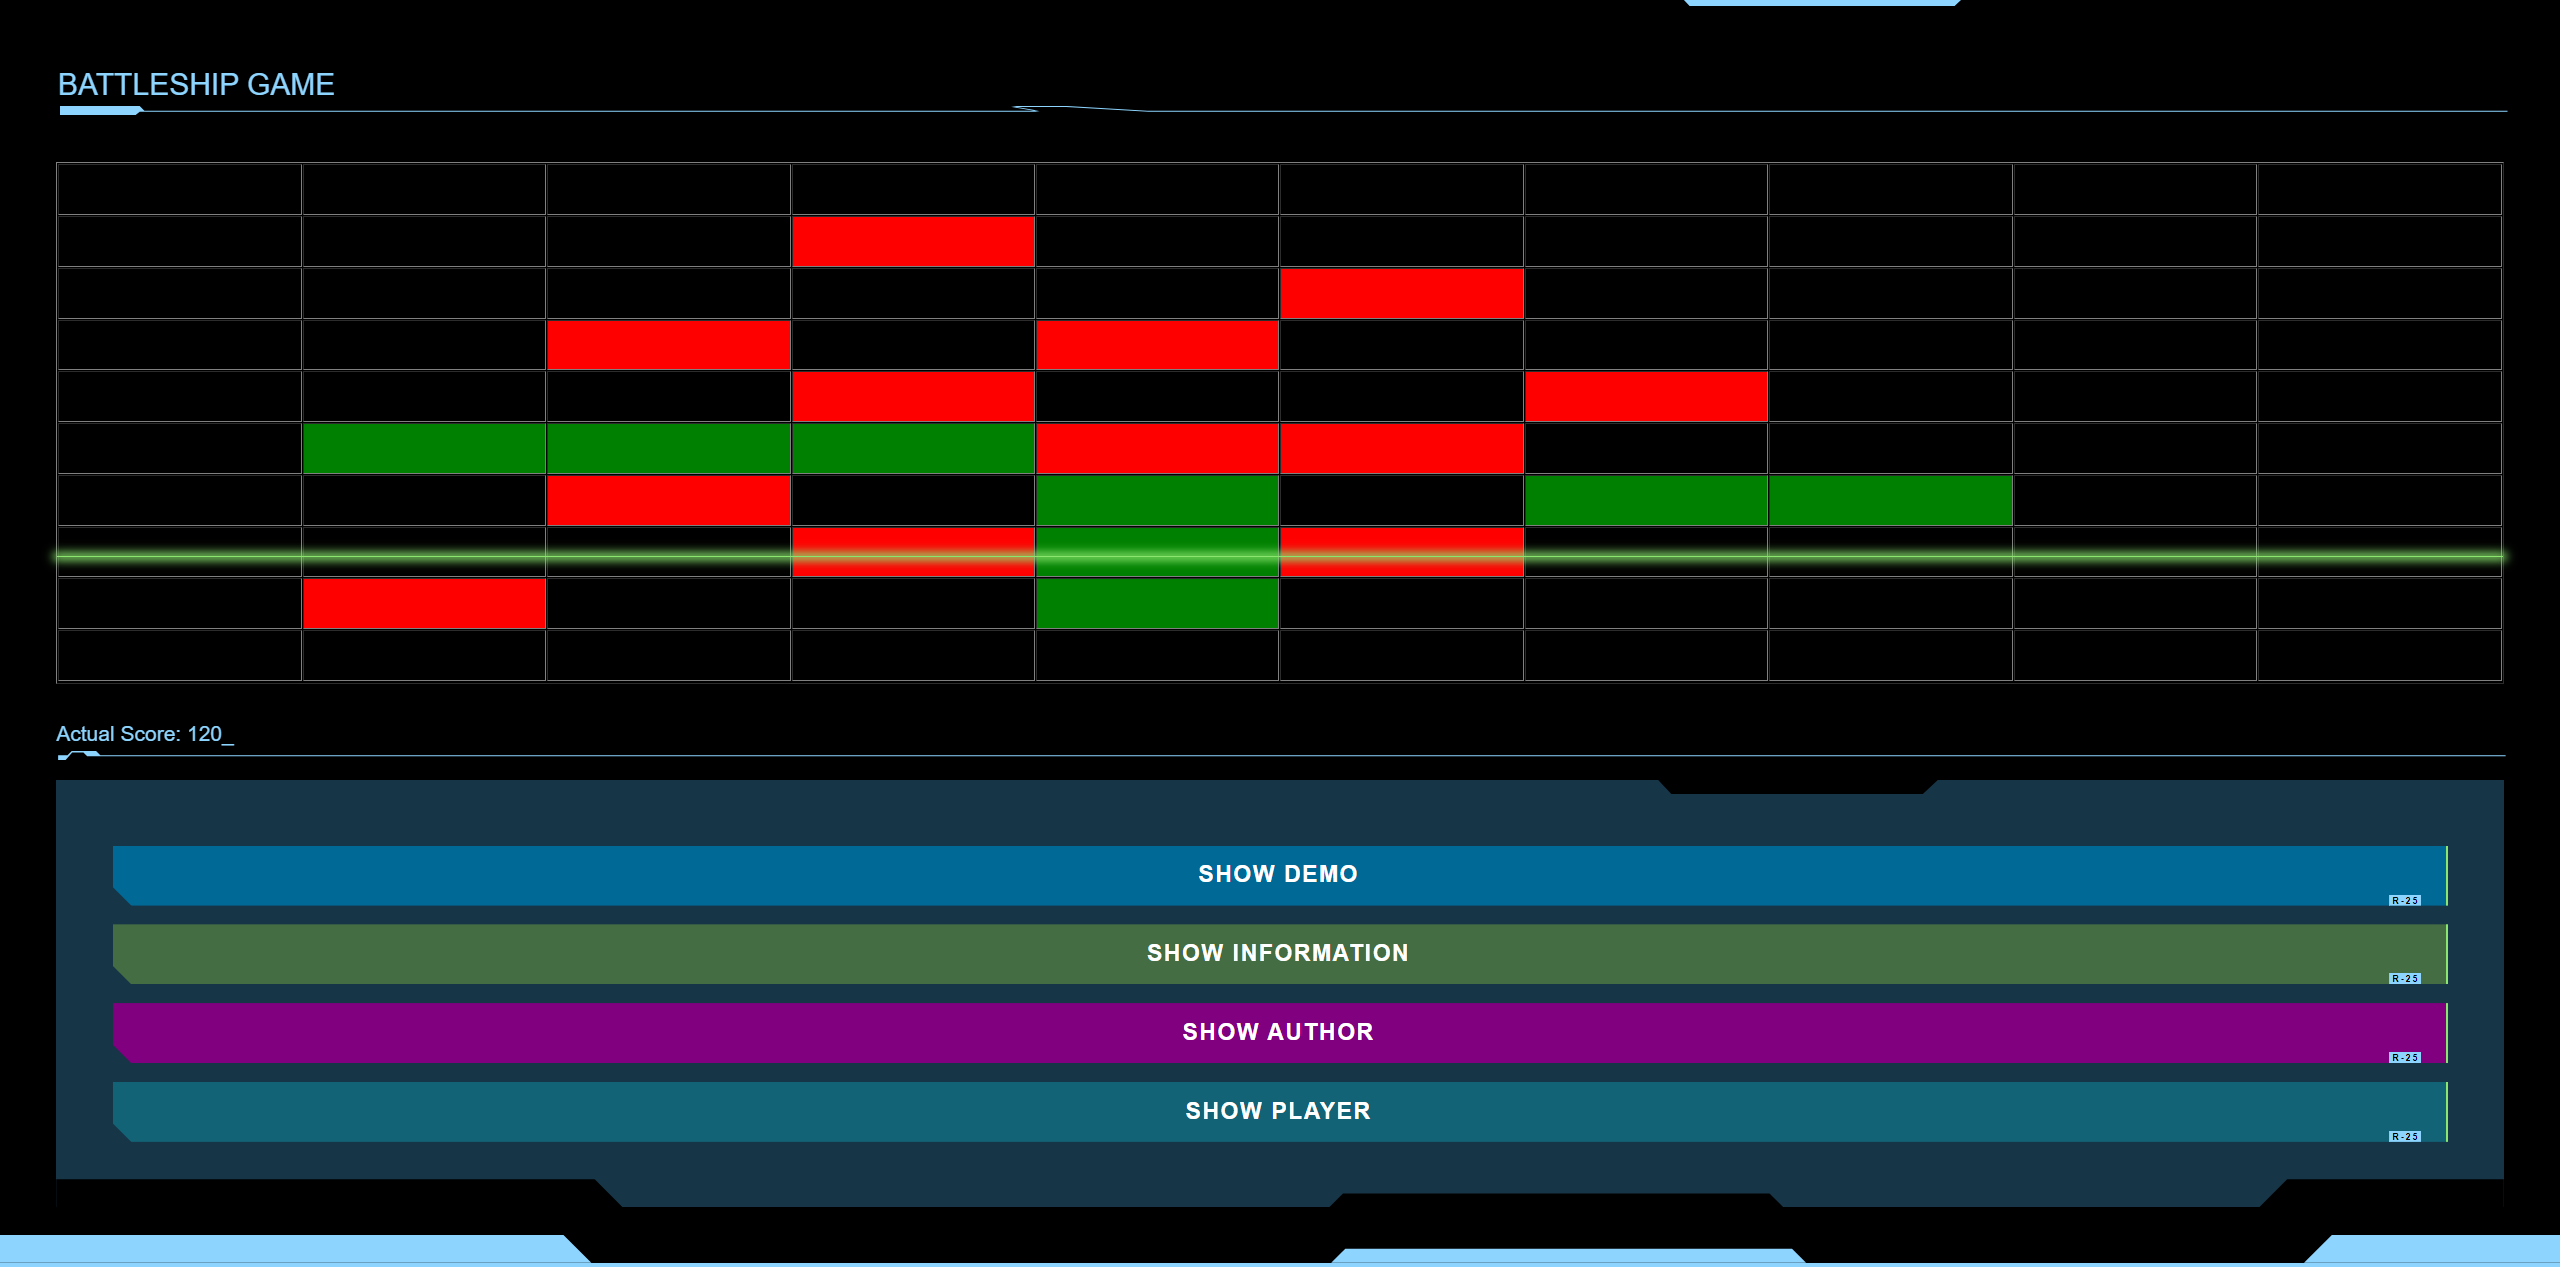 BATTLESHIP GAME
Actual Score: 120_
SHOW DEMO
R-25
SHOW INFORMATION
R-25
SHOW AUTHOR
R-25
SHOW PLAYER
R-25